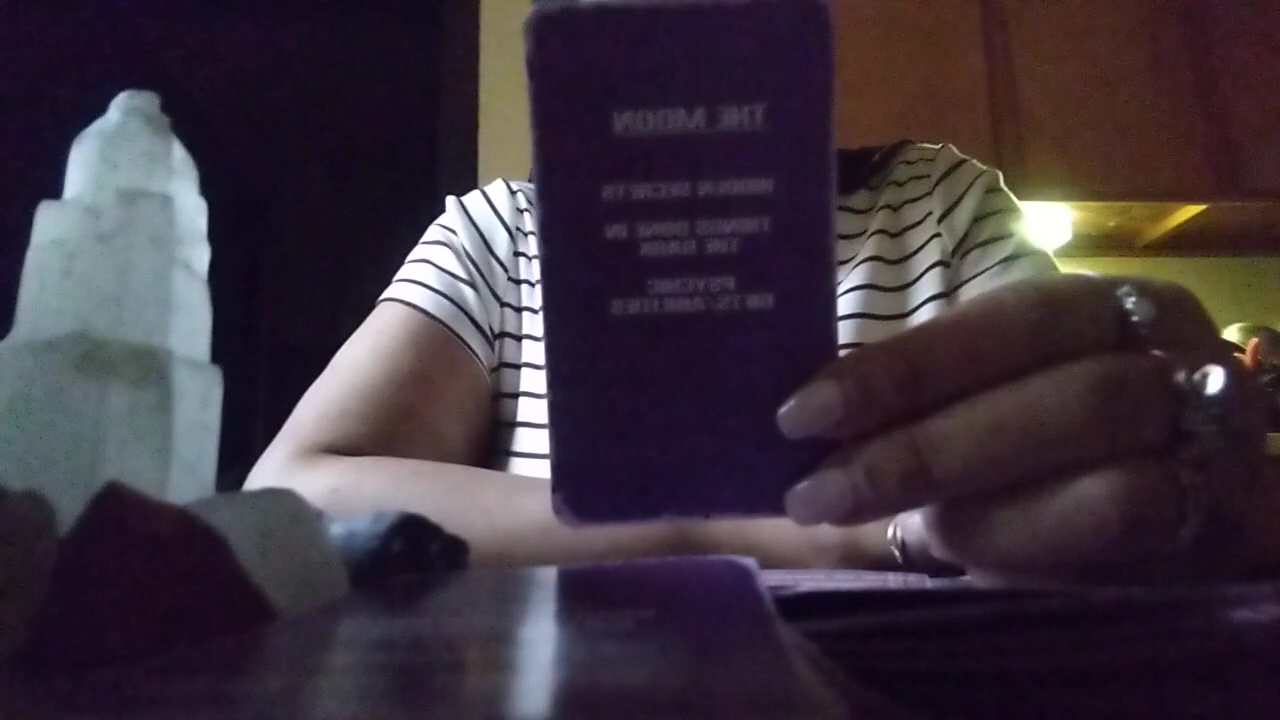 THE MOON
HIDDEN SECRETS
THINGS DONE IN
THE DARK
PSYCHIC
GIFTS/ABILITIES